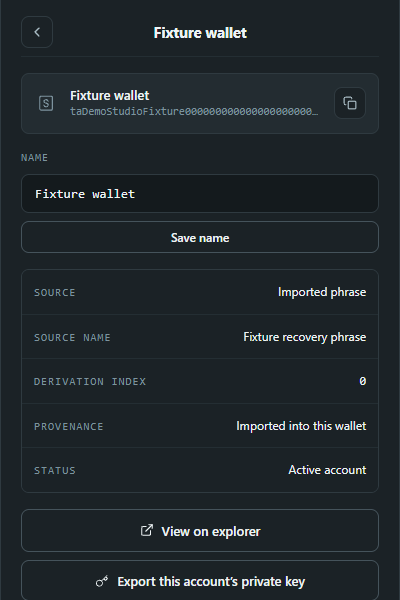 Fixture wallet
Fixture wallet
taDemoStudioFixture000000000000000000000…
NAME
Fixture wallet
Save name
SOURCE Imported phrase
SOURCE NAME Fixture recovery phrase
DERIVATION INDEX 0
PROVENANCE Imported into this wallet
STATUS Active account
View on explorer
Export this account’s private key